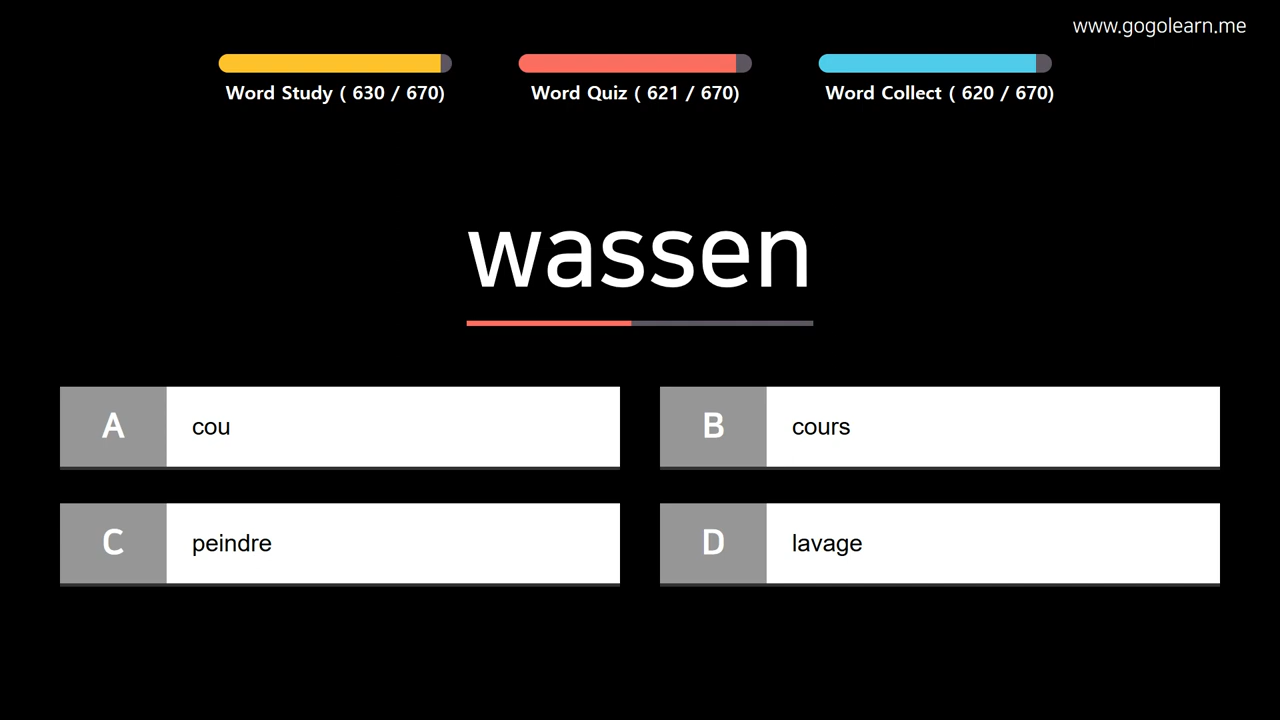 www.gogolearn.me
Word Study ( 630 / 670)
Word Quiz ( 621 / 670)
Word Collect ( 620 / 670)
wassen
A cou
B cours
C peindre
D lavage